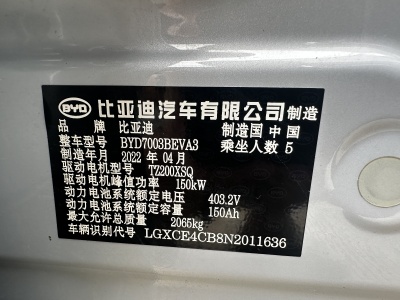 BYD 比亚迪汽车有限公司 制造
品牌 比亚迪 制造国 中国
整车型号 BYD7003BEVA3 乘坐人数 5
制造年月 2022 年 04 月
驱动电机型号 TZ200XSQ
驱动电机峰值功率 150kW
动力电池系统额定电压 403.2V
动力电池系统额定容量 150Ah
最大允许总质量 2065kg
车辆识别代号 LGXCE4CB8N2011636